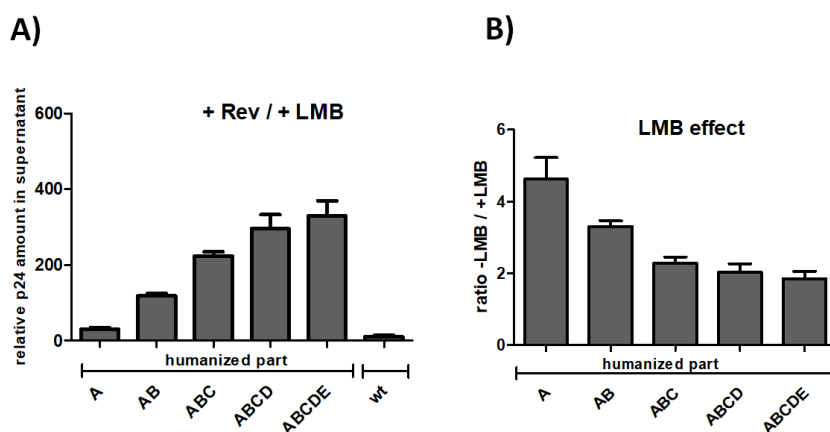 A)
+ Rev / + LMB
relative p24 amount in supernatant
600
400
200
0
humanized part
A
AB
ABC
ABCD
ABCDE
wt
B)
LMB effect
ratio -LMB / +LMB
6
4
2
0
humanized part
A
AB
ABC
ABCD
ABCDE